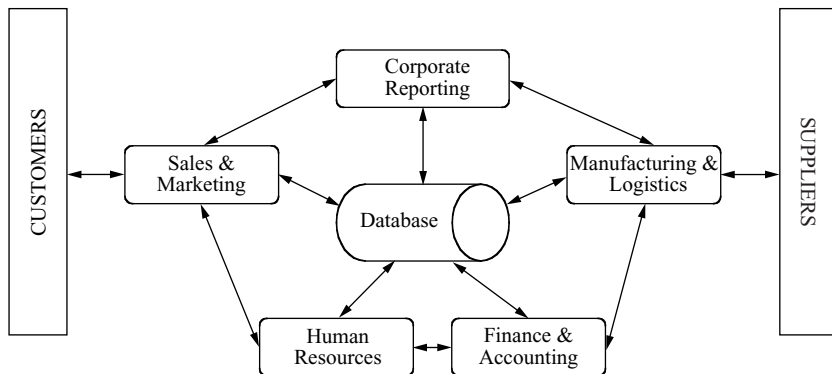 CUSTOMERS
Corporate
Reporting
Sales &
Marketing
Database
Manufacturing &
Logistics
Human
Resources
Finance &
Accounting
SUPPLIERS